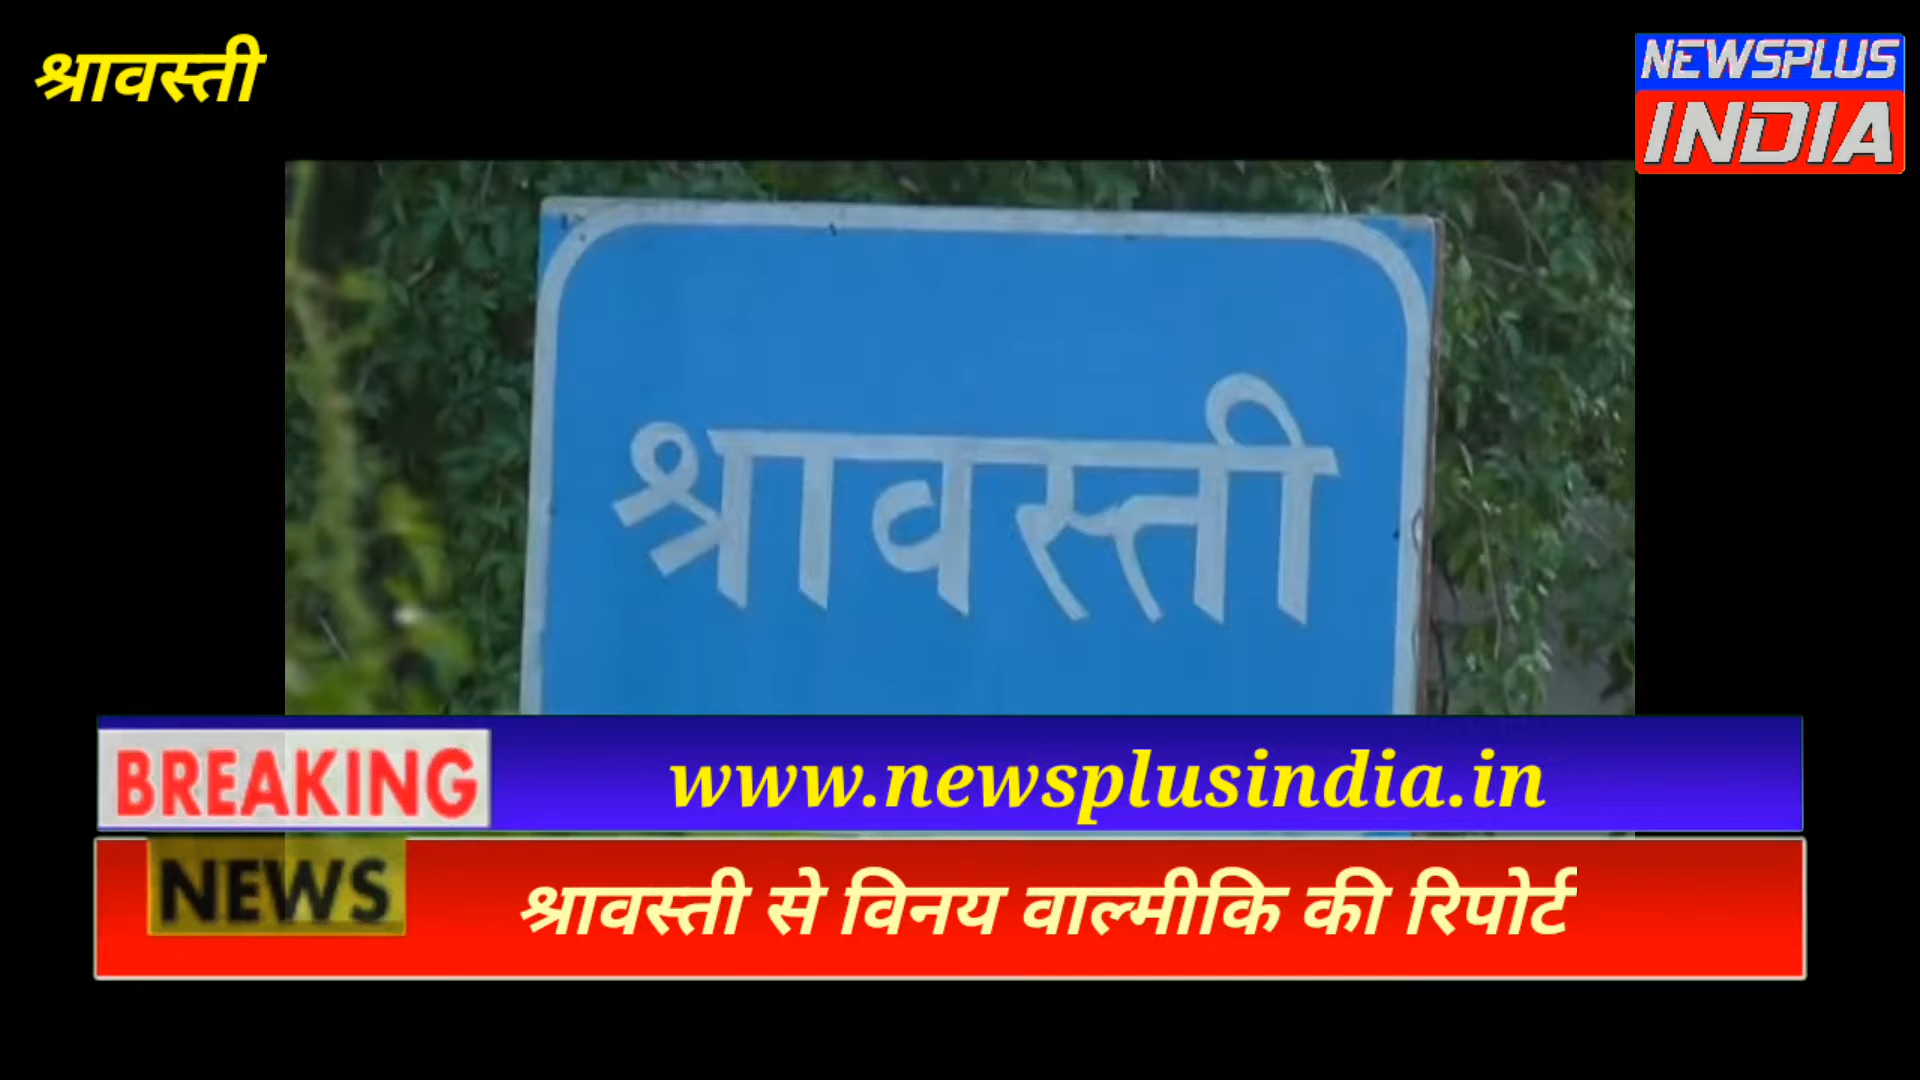 श्रावस्ती
NEWSPLUS
INDIA
श्रावस्ती
BREAKING
www.newsplusindia.in
NEWS
श्रावस्ती से विनय वाल्मीकि की रिपोर्ट